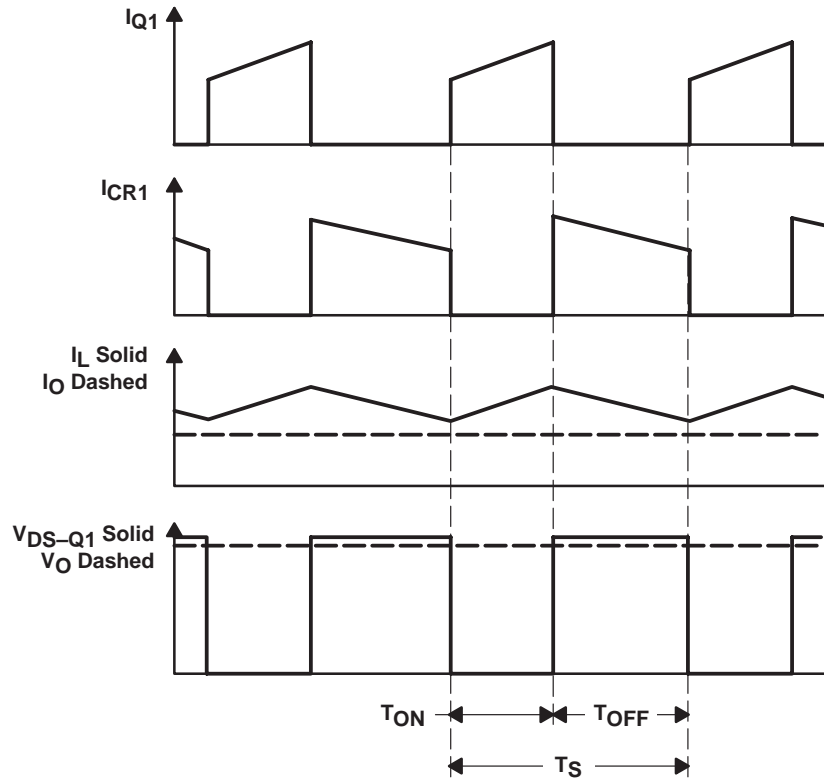 IQ1
ICR1
IL Solid
IO Dashed
VDS–Q1 Solid
VO Dashed
TON
TOFF
TS